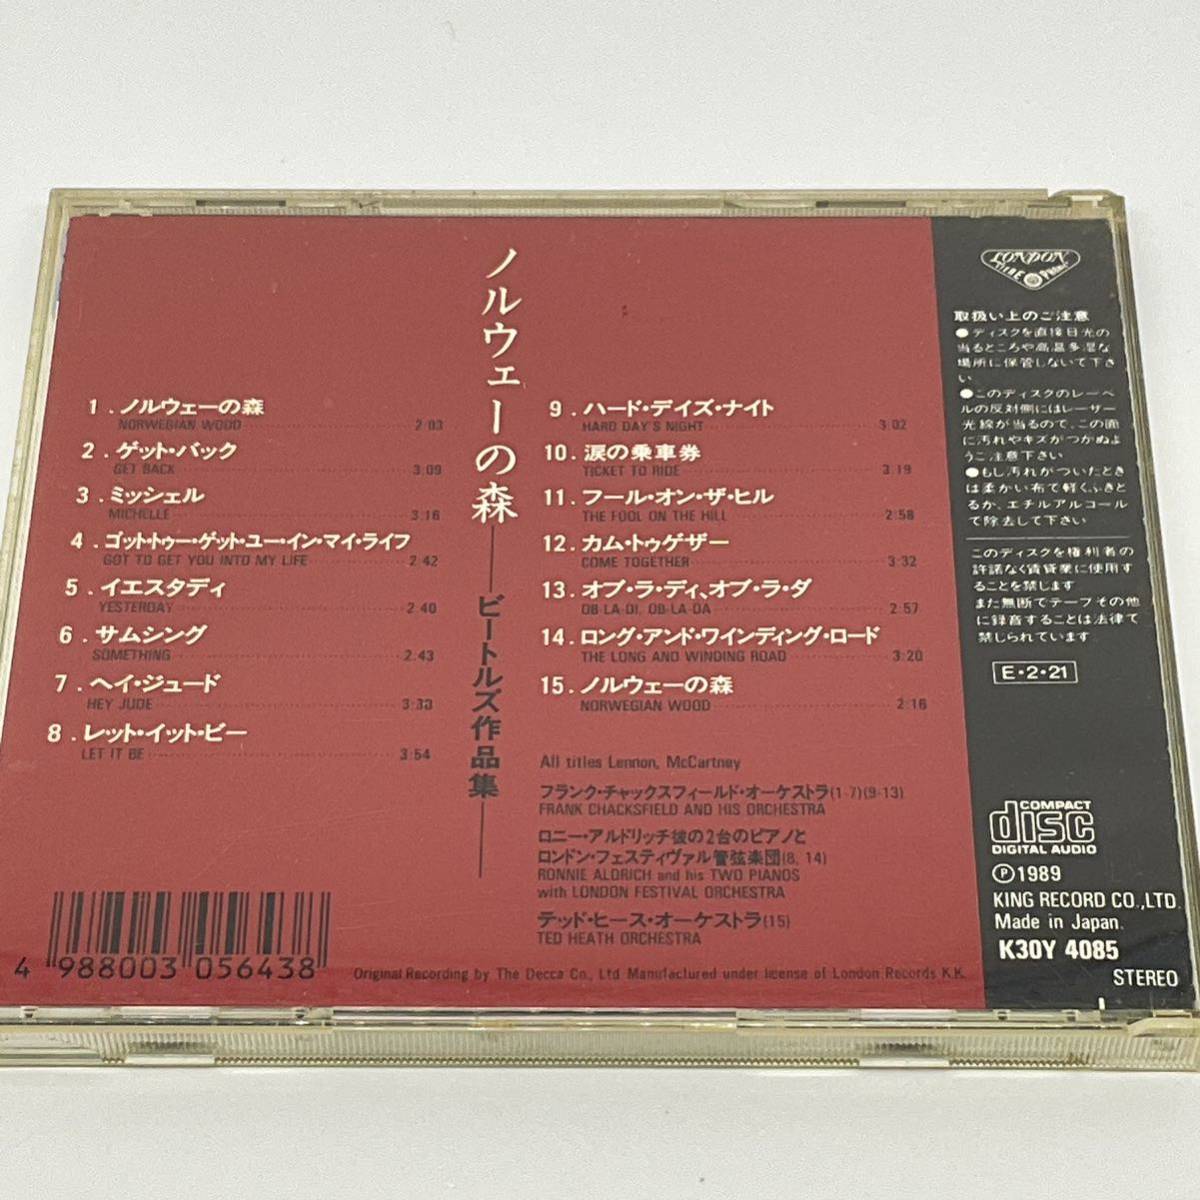 ノルウェーの森――ビートルズ作品集――
1．ノルウェーの森
NORWEGIAN WOOD 2:03
2．ゲット・バック
GET BACK 3:09
3．ミッシェル
MICHELLE 3:16
4．ゴット・トゥー・ゲット・ユー・イン・マイ・ライフ
GOT TO GET YOU INTO MY LIFE 2:42
5．イエスタディ
YESTERDAY 2:40
6．サムシング
SOMETHING 2:43
7．ヘイ・ジュード
HEY JUDE 3:33
8．レット・イット・ビー
LET IT BE 3:54
9．ハード・デイズ・ナイト
HARD DAY'S NIGHT 3:02
10．涙の乗車券
TICKET TO RIDE 3:19
11．フール・オン・ザ・ヒル
THE FOOL ON THE HILL 2:58
12．カム・トゥゲザー
COME TOGETHER 3:32
13．オブ・ラ・ディ、オブ・ラ・ダ
OB-LA-DI, OB-LA-DA 2:57
14．ロング・アンド・ワインディング・ロード
THE LONG AND WINDING ROAD 3:20
15．ノルウェーの森
NORWEGIAN WOOD 2:16
All titles Lennon, McCartney
フランク・チャックスフィールド・オーケストラ(1-7)(9-13)
FRANK CHACKSFIELD AND HIS ORCHESTRA
ロニー・アルドリッチ彼の2台のピアノと
ロンドン・フェスティヴァル管弦楽団(8, 14)
RONNIE ALDRICH and his TWO PIANOS
with LONDON FESTIVAL ORCHESTRA
テッド・ヒース・オーケストラ(15)
TED HEATH ORCHESTRA
Original Recording by The Decca Co., Ltd Manufactured under license of London Records K.K.
4 988003 056438
LONDON
取扱い上のご注意
●ディスクを直接日光の
当るところや高温多湿な
場所に保管しないで下さ
い
●このディスクのレーベ
ルの反対側にはレーザー
光線が当るので、この面
に汚れやキズがつかぬよ
うご注意下さい
●もし汚れがついたとき
は柔かい布で軽くふきと
るか、エチルアルコール
で除去して下さい
このディスクを権利者の
許諾なく賃貸業に使用す
ることを禁じます
また無断でテープその他
に録音することは法律で
禁じられています
E・2・21
COMPACT
disc
DIGITAL AUDIO
Ⓟ1989
KING RECORD CO.,LTD.
Made in Japan.
K30Y 4085
STEREO